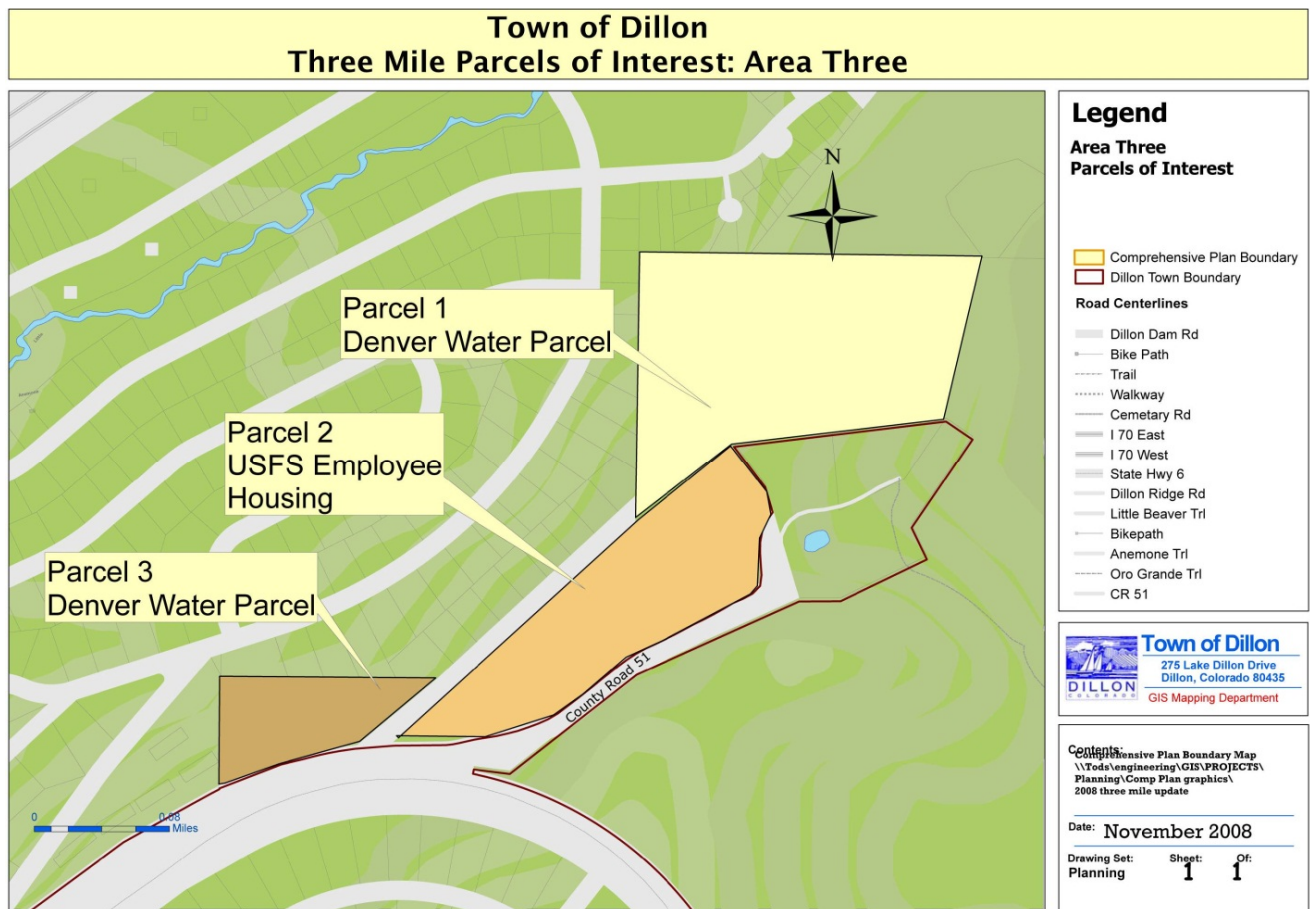 Town of Dillon
Three Mile Parcels of Interest: Area Three
N
Parcel 1
Denver Water Parcel
Parcel 2
USFS Employee
Housing
Parcel 3
Denver Water Parcel
County Road 51
0
0.08
Miles
Legend
Area Three
Parcels of Interest
Comprehensive Plan Boundary
Dillon Town Boundary
Road Centerlines
Dillon Dam Rd
Bike Path
Trail
Walkway
Cemetary Rd
I 70 East
I 70 West
State Hwy 6
Dillon Ridge Rd
Little Beaver Trl
Bikepath
Anemone Trl
Oro Grande Trl
CR 51
DILLON
COLORADO
Town of Dillon
275 Lake Dillon Drive
Dillon, Colorado 80435
GIS Mapping Department
Contents:
Comprehensive Plan Boundary Map
\\Tods\engineering\GIS\PROJECTS\
Planning\Comp Plan graphics\
2008 three mile update
Date: November 2008
Drawing Set: Sheet: Of:
Planning 1 1